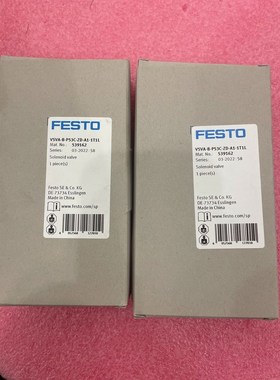 FESTO
VSVA-B-P53C-ZD-A1-1T1L
Mat. No.: 539162
Series: 03-2022 SB
Solenoid valve
1 piece(s)
Festo SE & Co. KG
DE-73734 Esslingen
Made in China
www.festo.com/sp
FESTO
VSVA-B-P53C-ZD-A1-1T1L
Mat. No.: 539162
Series: 03-2022 SB
Solenoid valve
1 piece(s)
Festo SE & Co. KG
DE-73734 Esslingen
Made in China
www.festo.com/sp